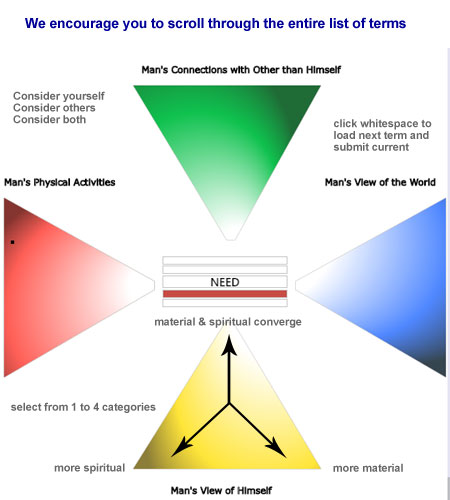 We encourage you to scroll through the entire list of terms
Man's Connections with Other than Himself
Consider yourself
Consider others
Consider both
click whitespace to
load next term and
submit current
Man's Physical Activities
Man's View of the World
NEED
material & spiritual converge
select from 1 to 4 categories
more spiritual
more material
Man's View of Himself